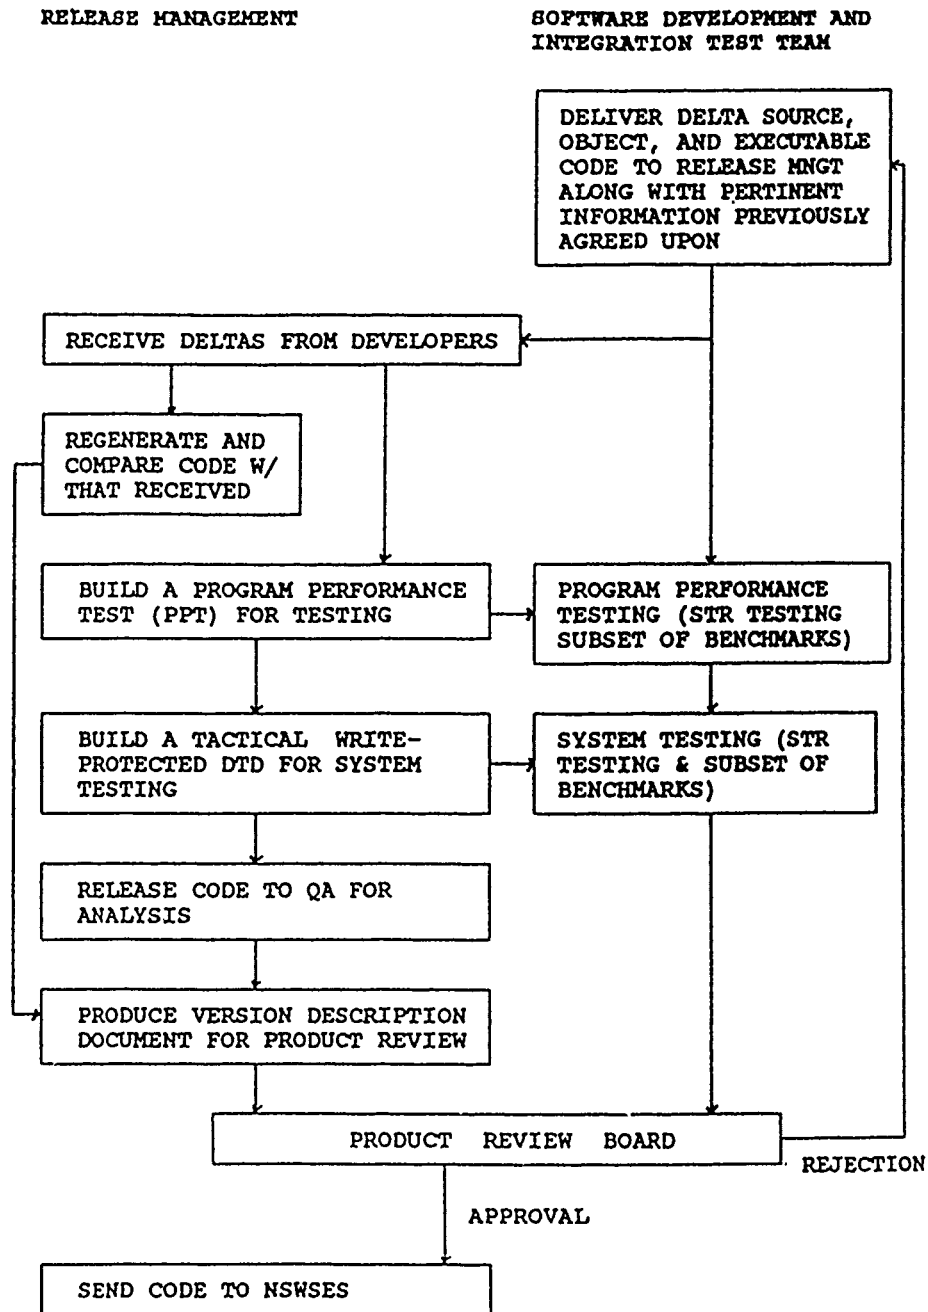 RELEASE MANAGEMENT
SOFTWARE DEVELOPMENT AND
INTEGRATION TEST TEAM
DELIVER DELTA SOURCE,
OBJECT, AND EXECUTABLE
CODE TO RELEASE MNGT
ALONG WITH PERTINENT
INFORMATION PREVIOUSLY
AGREED UPON
RECEIVE DELTAS FROM DEVELOPERS
REGENERATE AND
COMPARE CODE W/
THAT RECEIVED
BUILD A PROGRAM PERFORMANCE
TEST (PPT) FOR TESTING
PROGRAM PERFORMANCE
TESTING (STR TESTING
SUBSET OF BENCHMARKS)
BUILD A TACTICAL WRITE-
PROTECTED DTD FOR SYSTEM
TESTING
SYSTEM TESTING (STR
TESTING & SUBSET OF
BENCHMARKS)
RELEASE CODE TO QA FOR
ANALYSIS
PRODUCE VERSION DESCRIPTION
DOCUMENT FOR PRODUCT REVIEW
PRODUCT REVIEW BOARD
REJECTION
APPROVAL
SEND CODE TO NSWSES